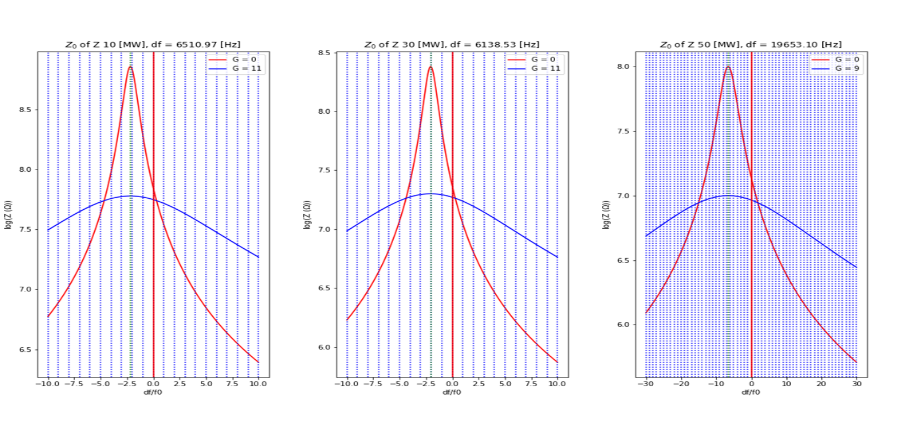 Z₀ of Z 10 [MW], df = 6510.97 [Hz]
G = 0
G = 11
log(Z (Ω)
8.5
8.0
7.5
7.0
6.5
−10.0 −7.5 −5.0 −2.5 0.0 2.5 5.0 7.5 10.0
df/f0
Z₀ of Z 30 [MW], df = 6138.53 [Hz]
G = 0
G = 11
log(Z (Ω)
8.5
8.0
7.5
7.0
6.5
6.0
−10.0 −7.5 −5.0 −2.5 0.0 2.5 5.0 7.5 10.0
df/f0
Z₀ of Z 50 [MW], df = 19653.10 [Hz]
G = 0
G = 9
log(Z (Ω)
8.0
7.5
7.0
6.5
6.0
−30 −20 −10 0 10 20 30
df/f0